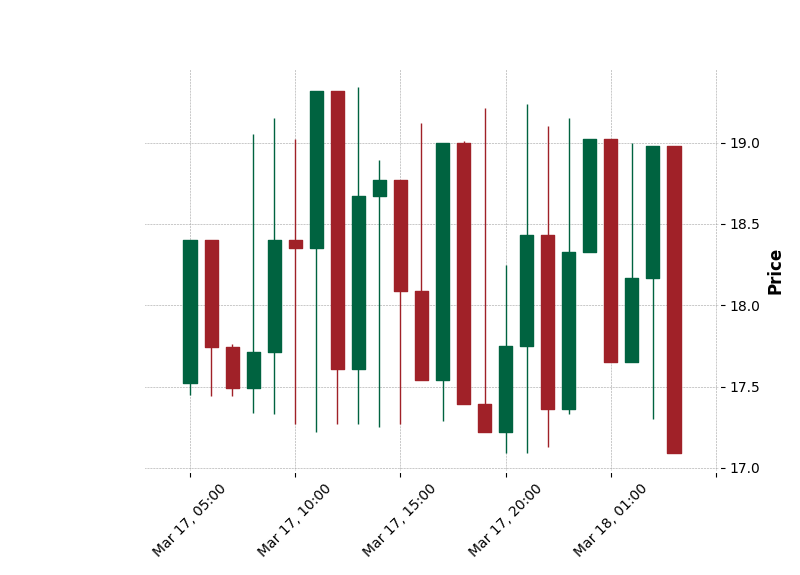 19.0
18.5
18.0
17.5
17.0
Price
Mar 17, 05:00
Mar 17, 10:00
Mar 17, 15:00
Mar 17, 20:00
Mar 18, 01:00